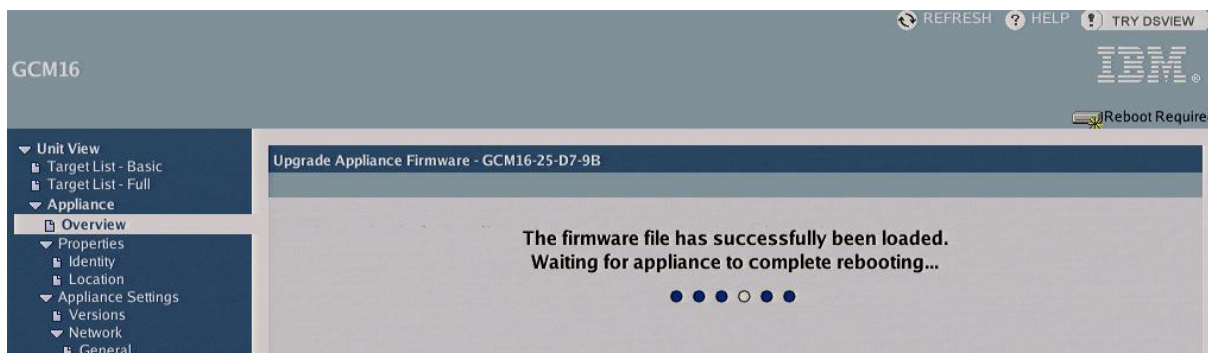 REFRESH ? HELP ! TRY DSVIEW
GCM16
IBM®
Reboot Require
Unit View
Target List - Basic
Target List - Full
Appliance
Overview
Properties
Identity
Location
Appliance Settings
Versions
Network
General
Upgrade Appliance Firmware - GCM16-25-D7-9B
The firmware file has successfully been loaded.
Waiting for appliance to complete rebooting...